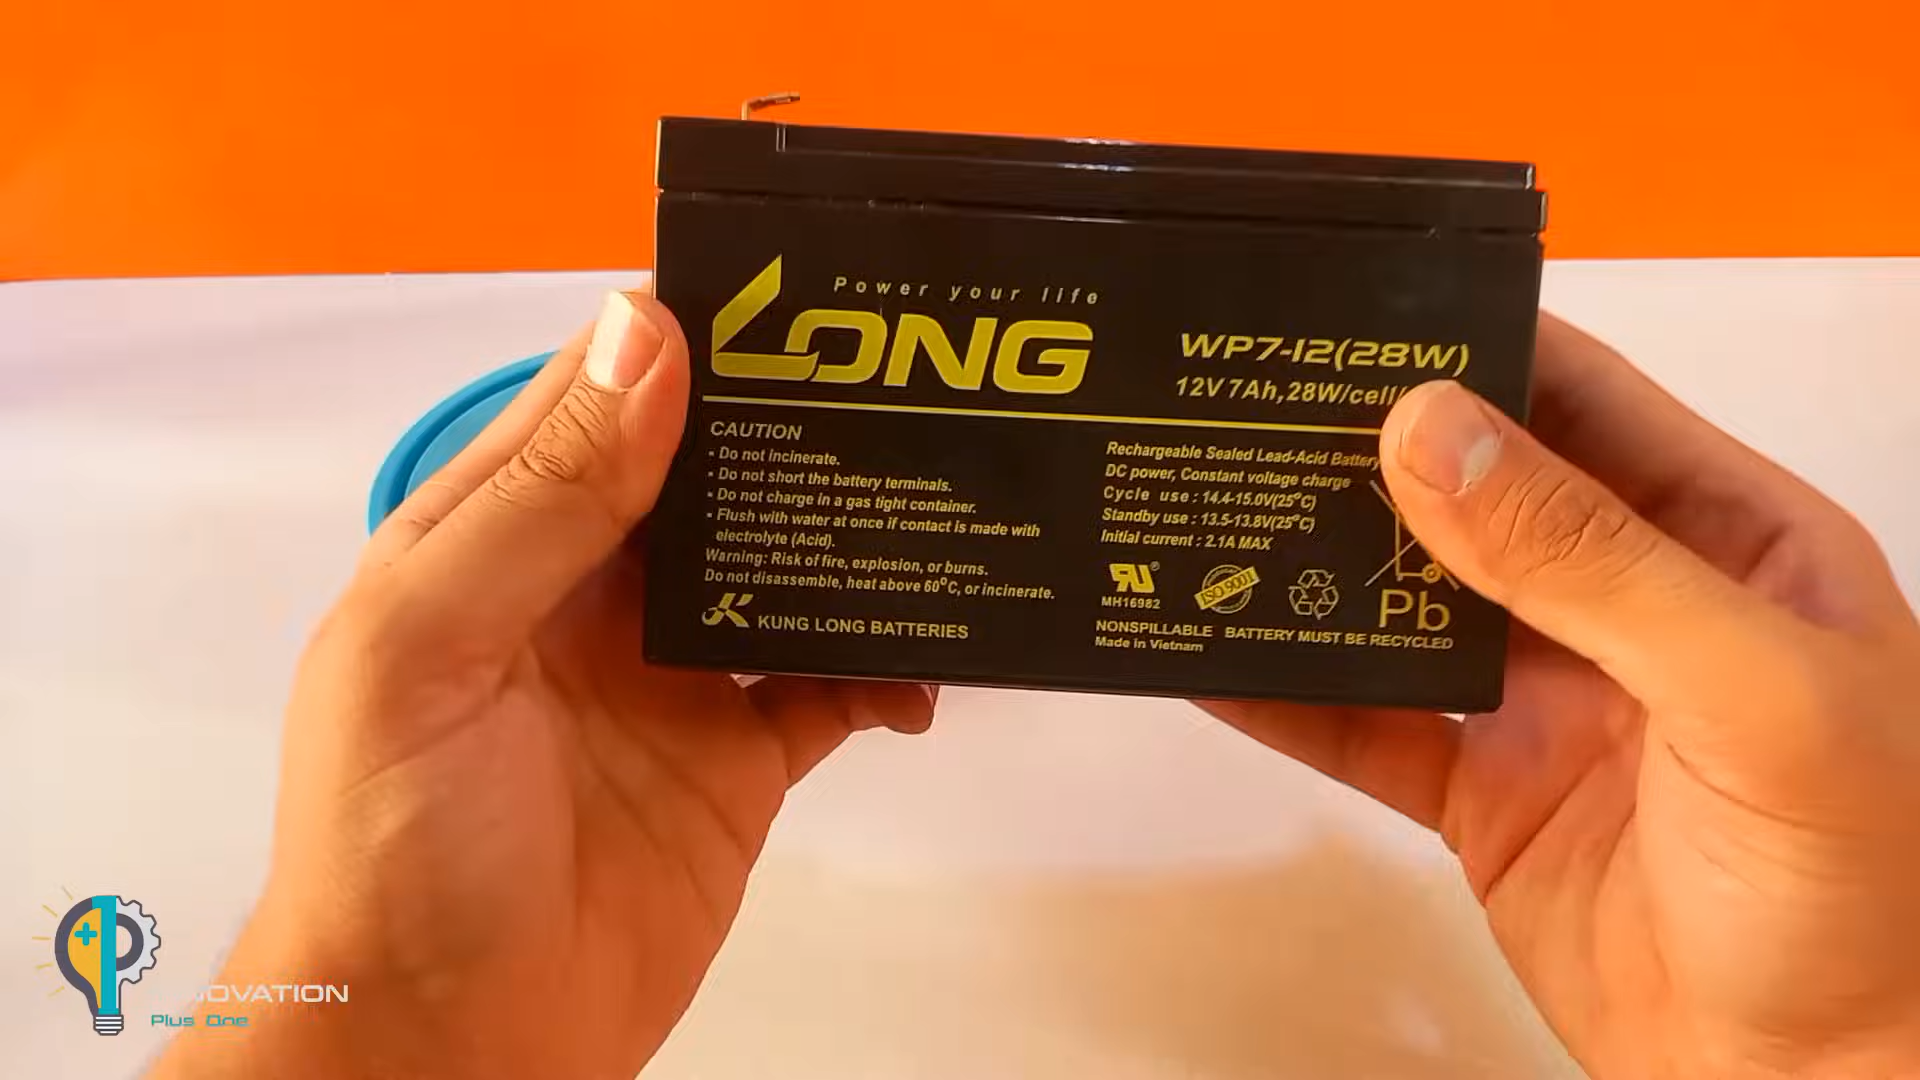 Power your life
LONG
WP7-12(28W)
12V 7Ah,28W/cell/
CAUTION
▪ Do not incinerate.
▪ Do not short the battery terminals.
▪ Do not charge in a gas tight container.
▪ Flush with water at once if contact is made with
electrolyte (Acid).
Warning: Risk of fire, explosion, or burns.
Do not disassemble, heat above 60°C, or incinerate.
KUNG LONG BATTERIES
Rechargeable Sealed Lead-Acid Battery
DC power, Constant voltage charge
Cycle use : 14.4-15.0V(25°C)
Standby use : 13.5-13.8V(25°C)
Initial current : 2.1A MAX
RU®
MH16982
ISO 9001
Pb
NONSPILLABLE BATTERY MUST BE RECYCLED
Made in Vietnam
NOVATION
Plus One